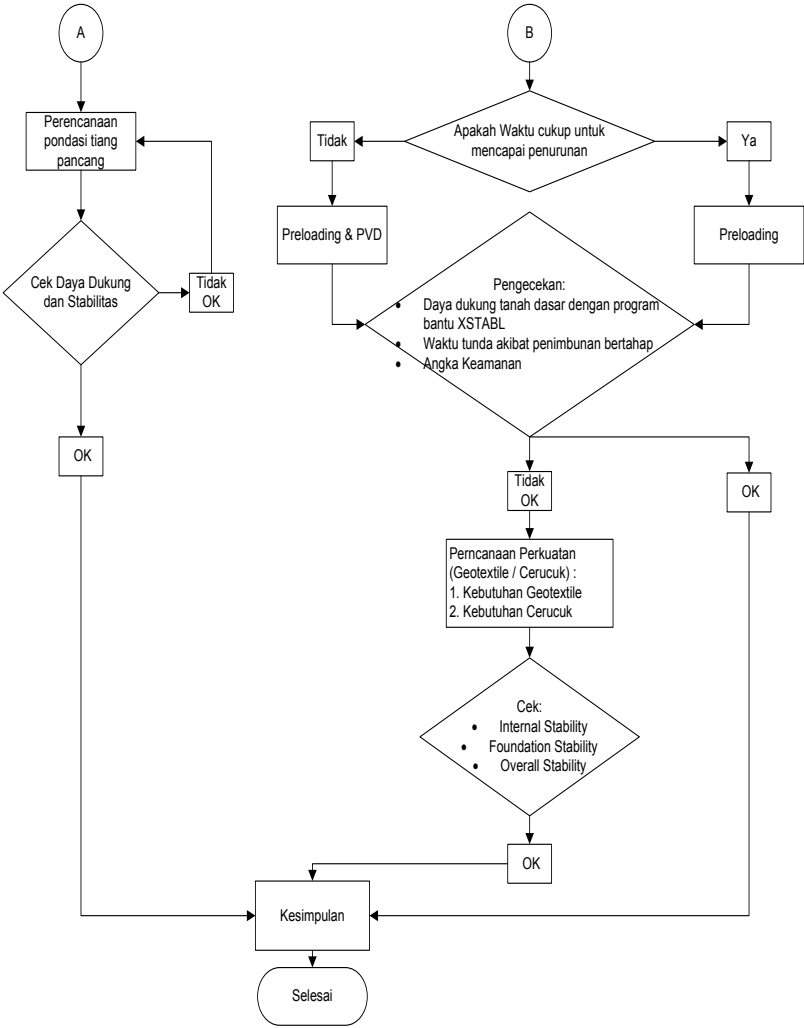 A
Perencanaan
pondasi tiang
pancang
Cek Daya Dukung
dan Stabilitas
Tidak
OK
OK
B
Apakah Waktu cukup untuk
mencapai penurunan
Tidak
Ya
Preloading & PVD
Preloading
Pengecekan:
• Daya dukung tanah dasar dengan program
bantu XSTABL
• Waktu tunda akibat penimbunan bertahap
• Angka Keamanan
Tidak
OK
OK
Perncanaan Perkuatan
(Geotextile / Cerucuk) :
1. Kebutuhan Geotextile
2. Kebutuhan Cerucuk
Cek:
• Internal Stability
• Foundation Stability
• Overall Stability
OK
Kesimpulan
Selesai